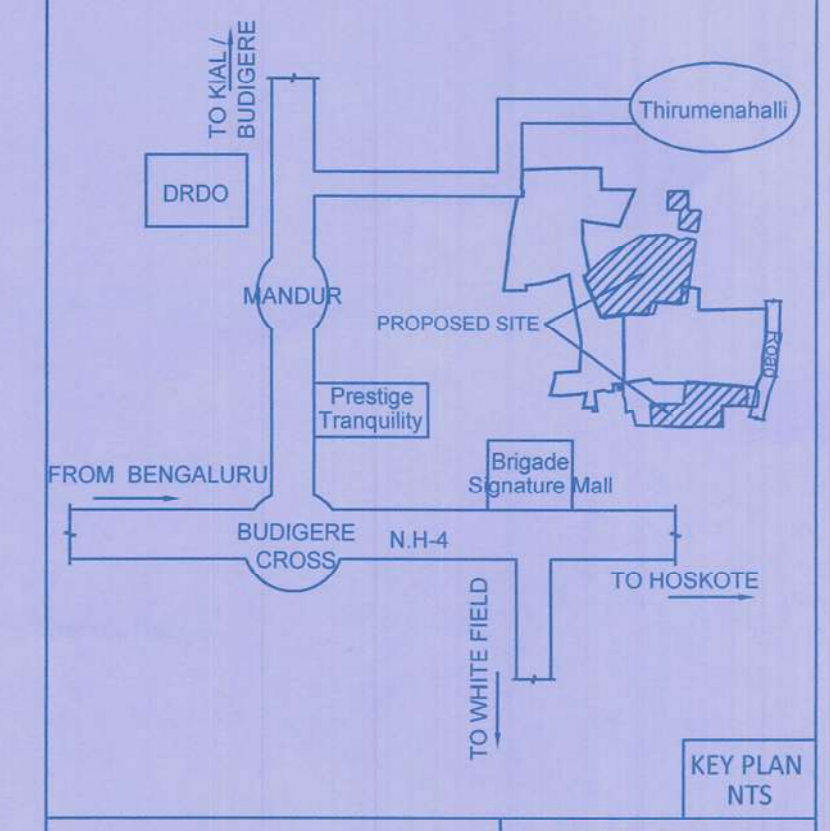 TO KIAL /
BUDIGERE
Thirumenahalli
DRDO
MANDUR
PROPOSED SITE
Road
Prestige
Tranquility
FROM BENGALURU
Brigade
Signature Mall
BUDIGERE
CROSS
N.H-4
TO HOSKOTE
TO WHITE FIELD
KEY PLAN
NTS